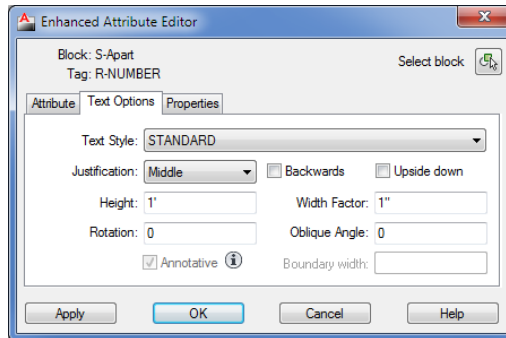 Enhanced Attribute Editor
Block: S-Apart
Tag: R-NUMBER
Select block
Attribute Text Options Properties
Text Style: STANDARD
Justification: Middle Backwards Upside down
Height: 1' Width Factor: 1"
Rotation: 0 Oblique Angle: 0
Annotative Boundary width:
Apply OK Cancel Help